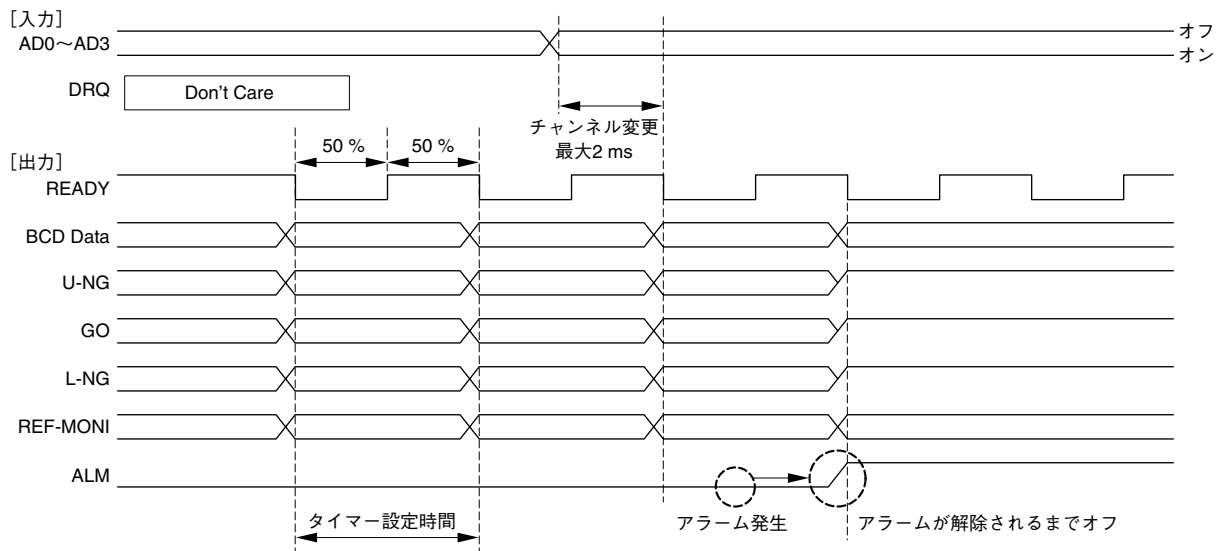 [入力]
AD0～AD3
オフ
オン
DRQ
Don't Care
チャンネル変更
最大2 ms
50 %
50 %
[出力]
READY
BCD Data
U-NG
GO
L-NG
REF-MONI
ALM
アラーム発生
アラームが解除されるまでオフ
タイマー設定時間